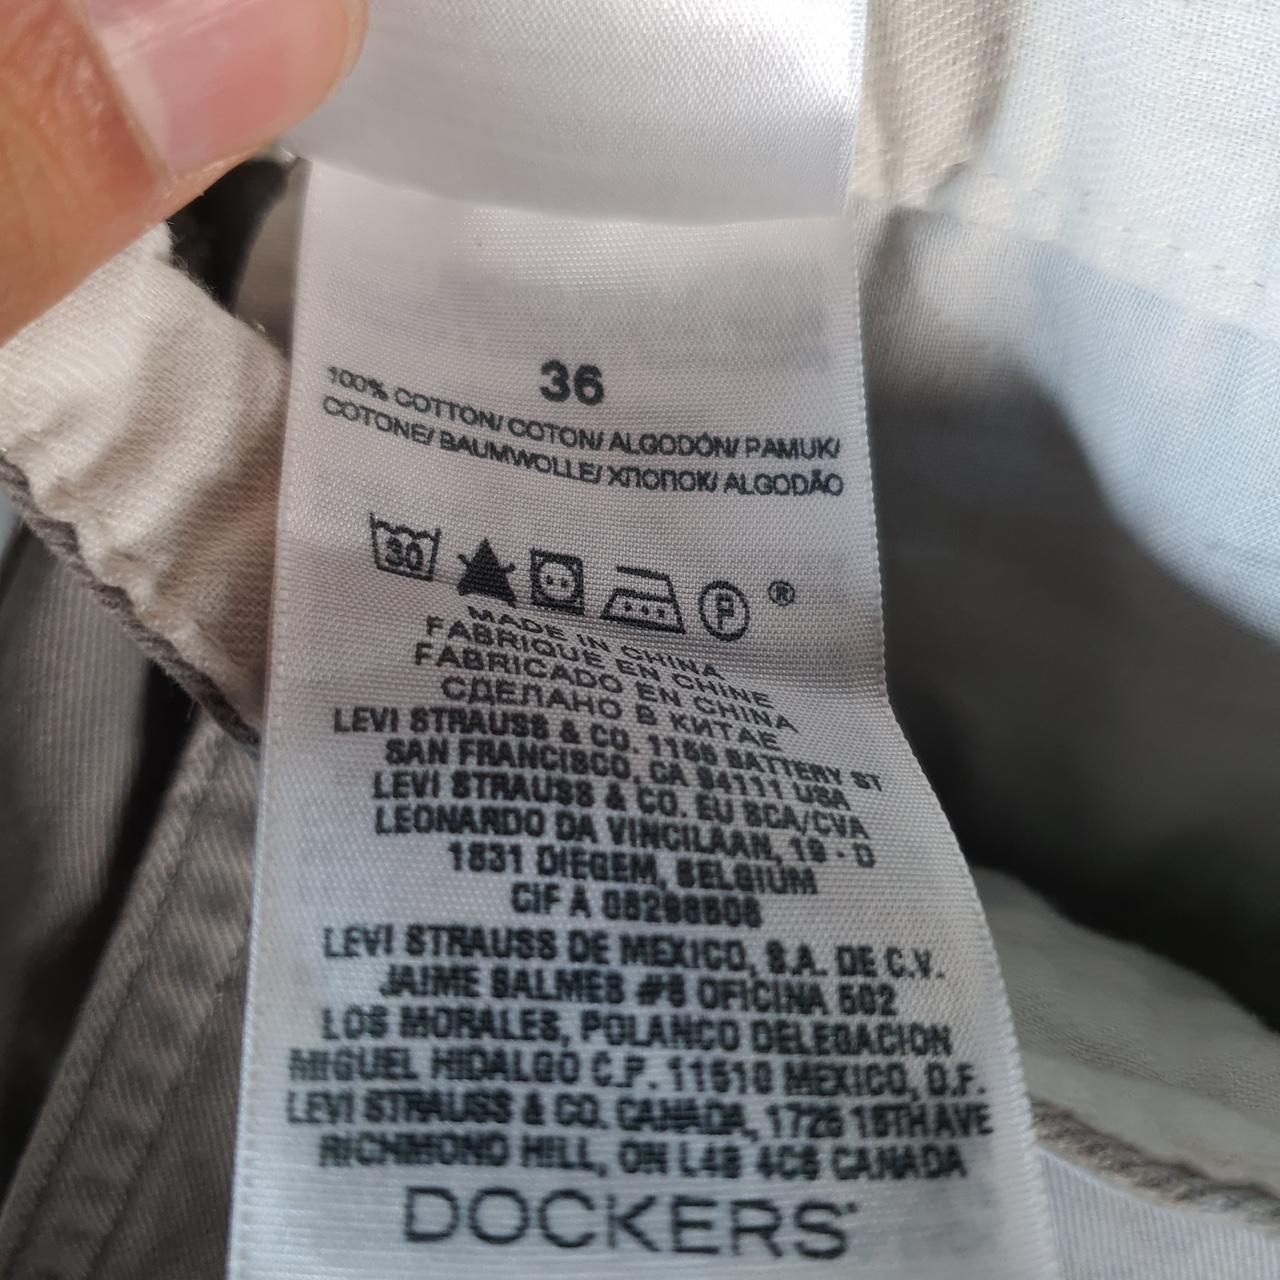 36
100% COTTON/ COTON/ ALGODÓN/ PAMUK/
COTONE/ BAUMWOLLE/ ХЛОПОК/ ALGODÃO
30
P ®
MADE IN CHINA
FABRIQUE EN CHINE
FABRICADO EN CHINA
СДЕЛАНО В КИТАЕ
LEVI STRAUSS & CO. 1155 BATTERY ST
SAN FRANCISCO, CA 94111 USA
LEVI STRAUSS & CO. EU SCA/CVA
LEONARDO DA VINCILAAN, 19 - D
1831 DIEGEM, BELGIUM
CIF A
LEVI STRAUSS DE MEXICO, S.A. DE C.V.
JAIME BALMES #8 OFICINA 502
LOS MORALES, POLANCO DELEGACION
MIGUEL HIDALGO C.P. 11510 MEXICO, D.F.
LEVI STRAUSS & CO. CANADA, 1725 16TH AVE
RICHMOND HILL, ON L4B 4C6 CANADA
DOCKERS